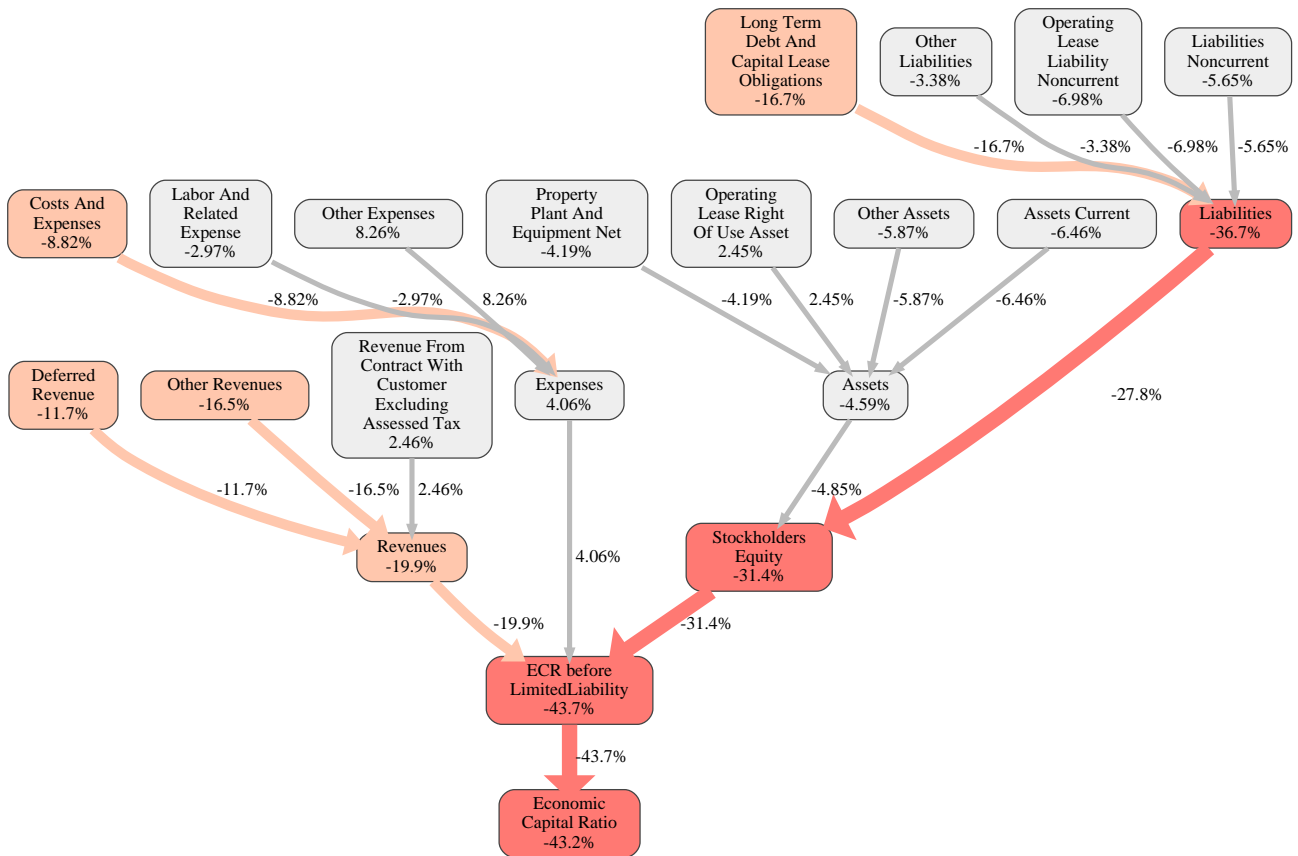 Long Term
Debt And
Capital Lease
Obligations
-16.7%
Other
Liabilities
-3.38%
Operating
Lease
Liability
Noncurrent
-6.98%
Liabilities
Noncurrent
-5.65%
-16.7%
-3.38%
-6.98%
-5.65%
Costs And
Expenses
-8.82%
Labor And
Related
Expense
-2.97%
Other Expenses
8.26%
Property
Plant And
Equipment Net
-4.19%
Operating
Lease Right
Of Use Asset
2.45%
Other Assets
-5.87%
Assets Current
-6.46%
Liabilities
-36.7%
-8.82%
-2.97%
8.26%
-4.19%
2.45%
-5.87%
-6.46%
Deferred
Revenue
-11.7%
Other Revenues
-16.5%
Revenue From
Contract With
Customer
Excluding
Assessed Tax
2.46%
Expenses
4.06%
Assets
-4.59%
-27.8%
-11.7%
-16.5%
2.46%
-4.85%
Revenues
-19.9%
4.06%
Stockholders
Equity
-31.4%
-19.9%
-31.4%
ECR before
LimitedLiability
-43.7%
-43.7%
Economic
Capital Ratio
-43.2%